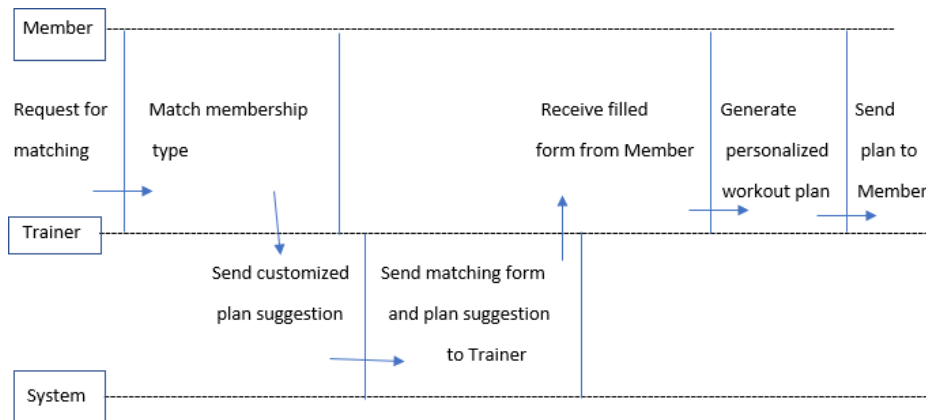 Member
Request for
matching
Match membership
type
Receive filled
form from Member
Generate
personalized
workout plan
Send
plan to
Member
Trainer
Send customized
plan suggestion
Send matching form
and plan suggestion
to Trainer
System